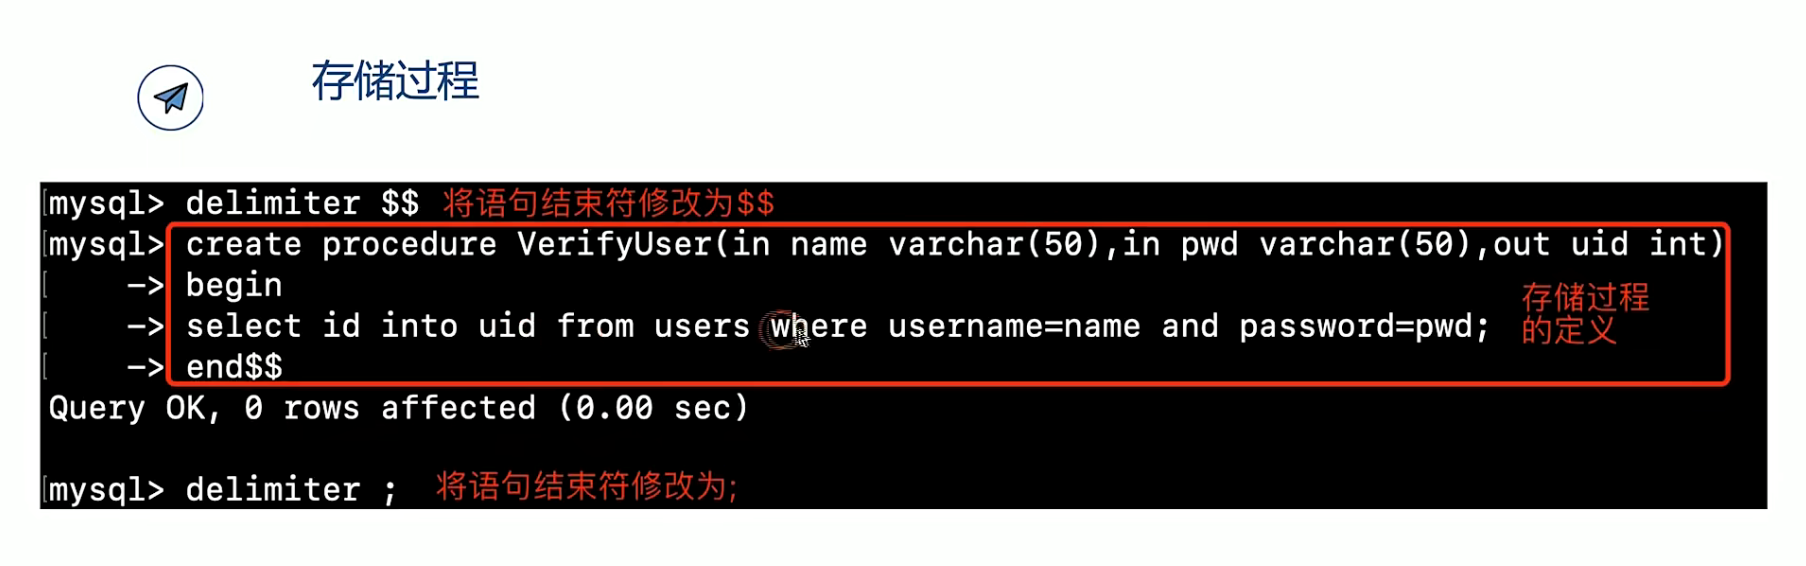 存储过程
mysql> delimiter $$ 将语句结束符修改为$$
mysql> create procedure VerifyUser(in name varchar(50),in pwd varchar(50),out uid int)
-> begin
-> select id into uid from users where username=name and password=pwd;
存储过程
的定义
-> end$$
Query OK, 0 rows affected (0.00 sec)
mysql> delimiter ; 将语句结束符修改为;